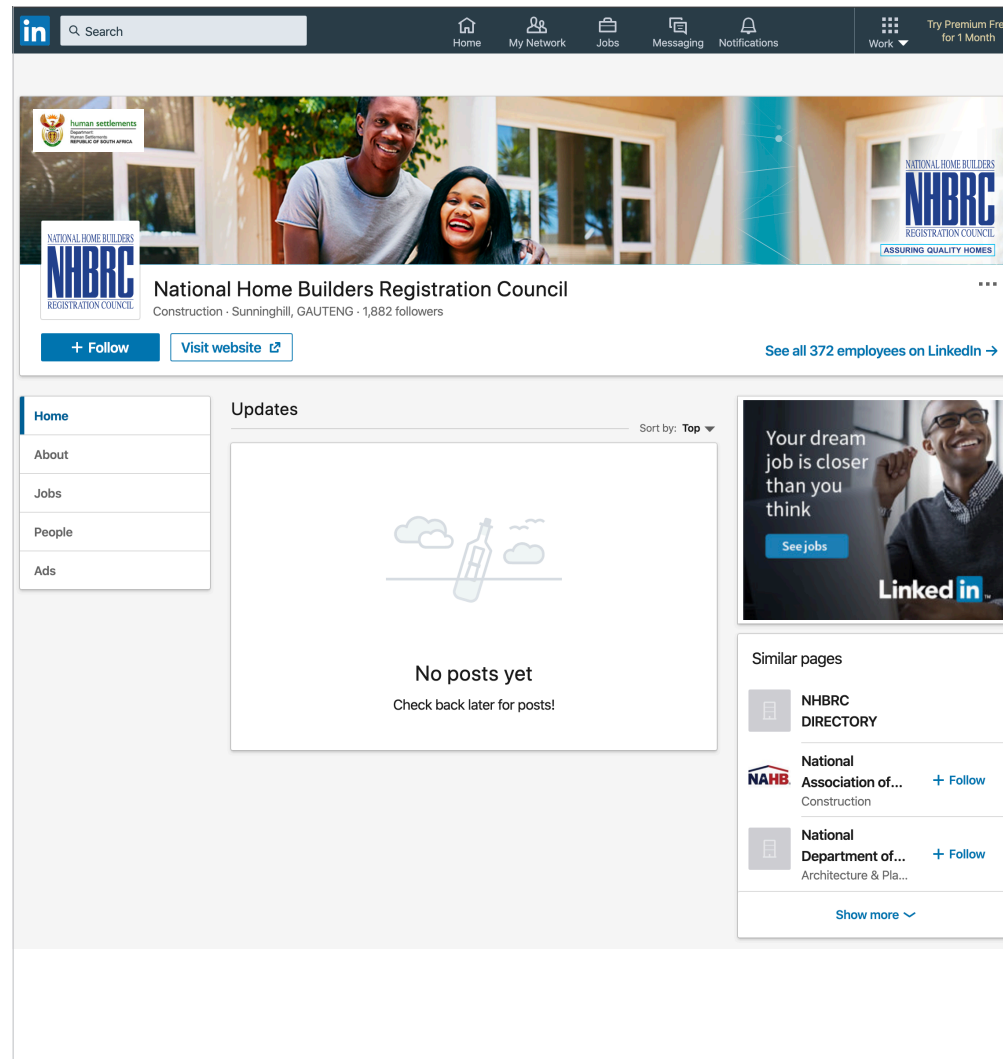 in
Search
Home
My Network
Jobs
Messaging
Notifications
Work
Try Premium Fre
for 1 Month
human settlements
Department:
Human Settlements
REPUBLIC OF SOUTH AFRICA
NATIONAL HOME BUILDERS
NHBRC
REGISTRATION COUNCIL
ASSURING QUALITY HOMES
NATIONAL HOME BUILDERS
NHBRC
REGISTRATION COUNCIL
National Home Builders Registration Council
Construction · Sunninghill, GAUTENG · 1,882 followers
+ Follow
Visit website
See all 372 employees on LinkedIn →
Home
About
Jobs
People
Ads
Updates
Sort by: Top
No posts yet
Check back later for posts!
Your dream
job is closer
than you
think
See jobs
Linked in
Similar pages
NHBRC
DIRECTORY
NAHB.
National
Association of...
Construction
+ Follow
National
Department of...
Architecture & Pla...
+ Follow
Show more